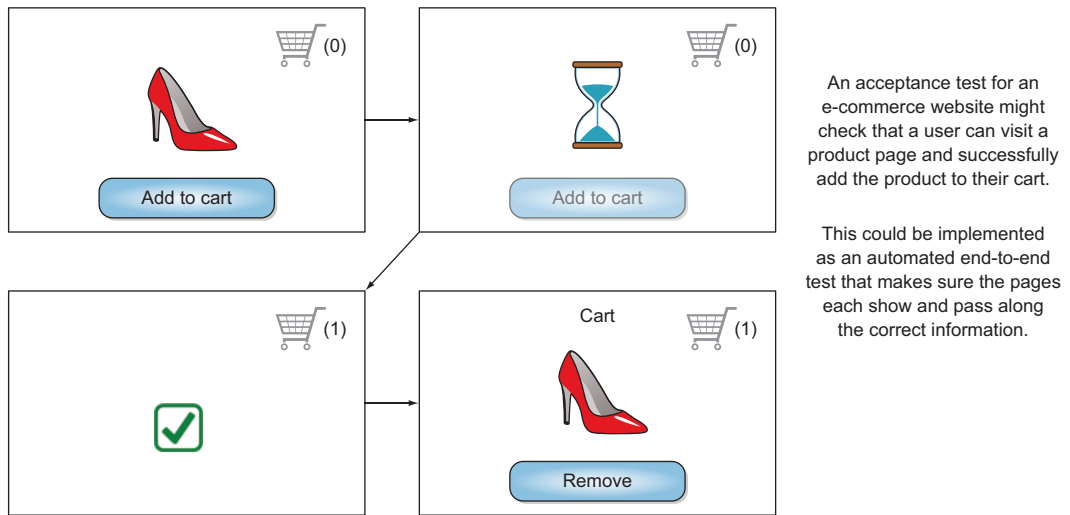 (0)
Add to cart
(0)
Add to cart
(1)
Cart
(1)
Remove
An acceptance test for an
e-commerce website might
check that a user can visit a
product page and successfully
add the product to their cart.
This could be implemented
as an automated end-to-end
test that makes sure the pages
each show and pass along
the correct information.